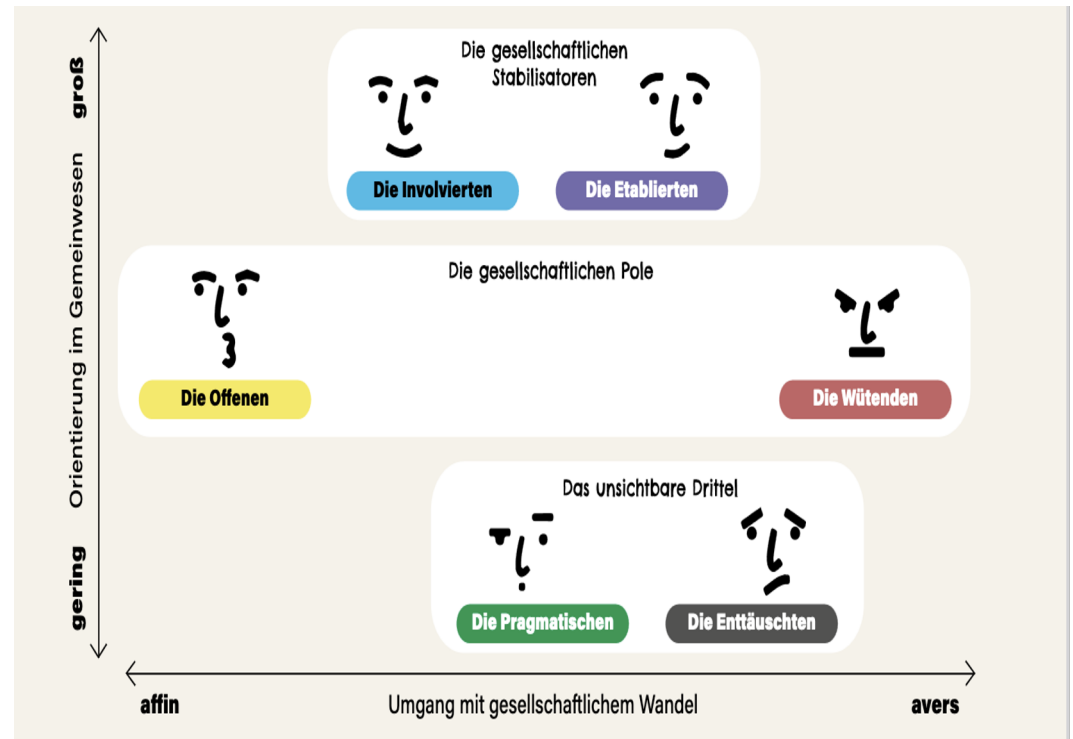 Die gesellschaftlichen
Stabilisatoren
groß
Die Involvierten
Die Etablierten
Die gesellschaftlichen Pole
Orientierung im Gemeinwesen
Die Offenen
Die Wütenden
Das unsichtbare Drittel
gering
Die Pragmatischen
Die Enttäuschten
affin
Umgang mit gesellschaftlichem Wandel
avers